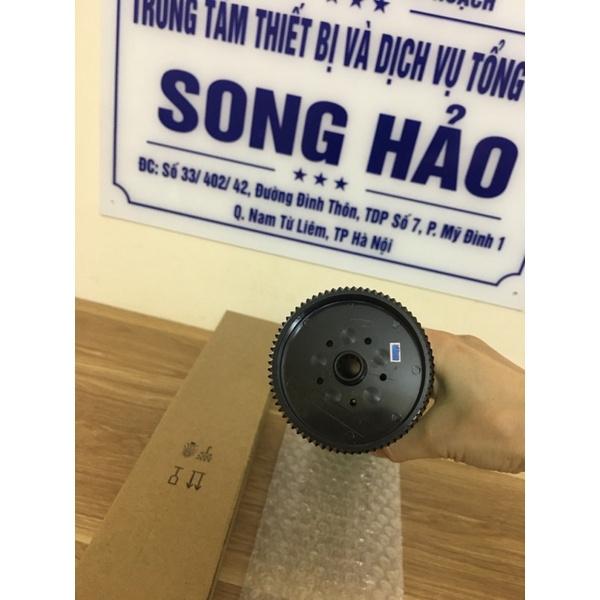 TRUNG TÂM THIẾT BỊ VÀ DỊCH VỤ TỔNG
SONG HẢO
ĐC: Số 33/ 402/ 42, Đường Đình Thôn, TDP Số 7, P. Mỹ Đình 1
Q. Nam Từ Liêm, TP Hà Nội